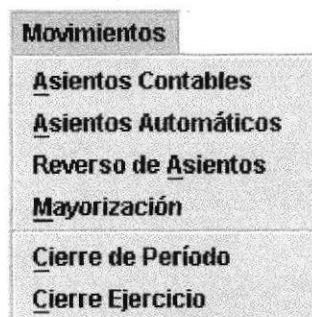 Movimientos
Asientos Contables
Asientos Automáticos
Reverso de Asientos
Mayorización
Cierre de Período
Cierre Ejercicio